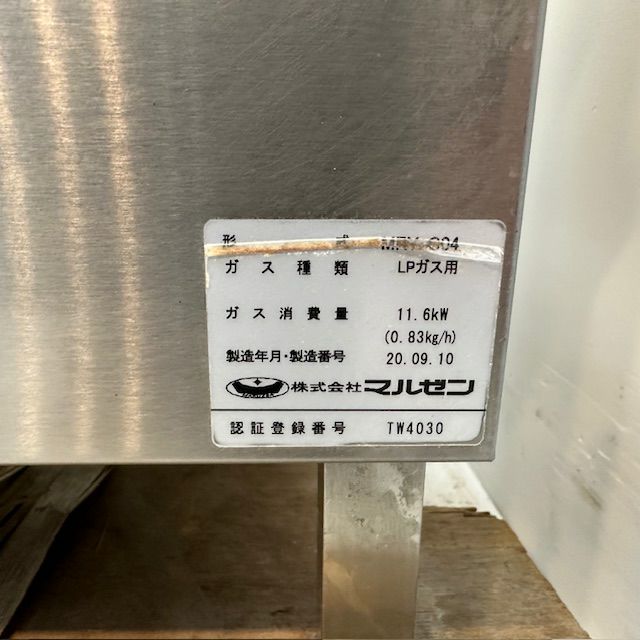 形 式
ガス種類 LPガス用
ガス消費量 11.6kW
(0.83kg/h)
製造年月・製造番号 20.09.10
株式会社マルゼン
認証登録番号 TW4030